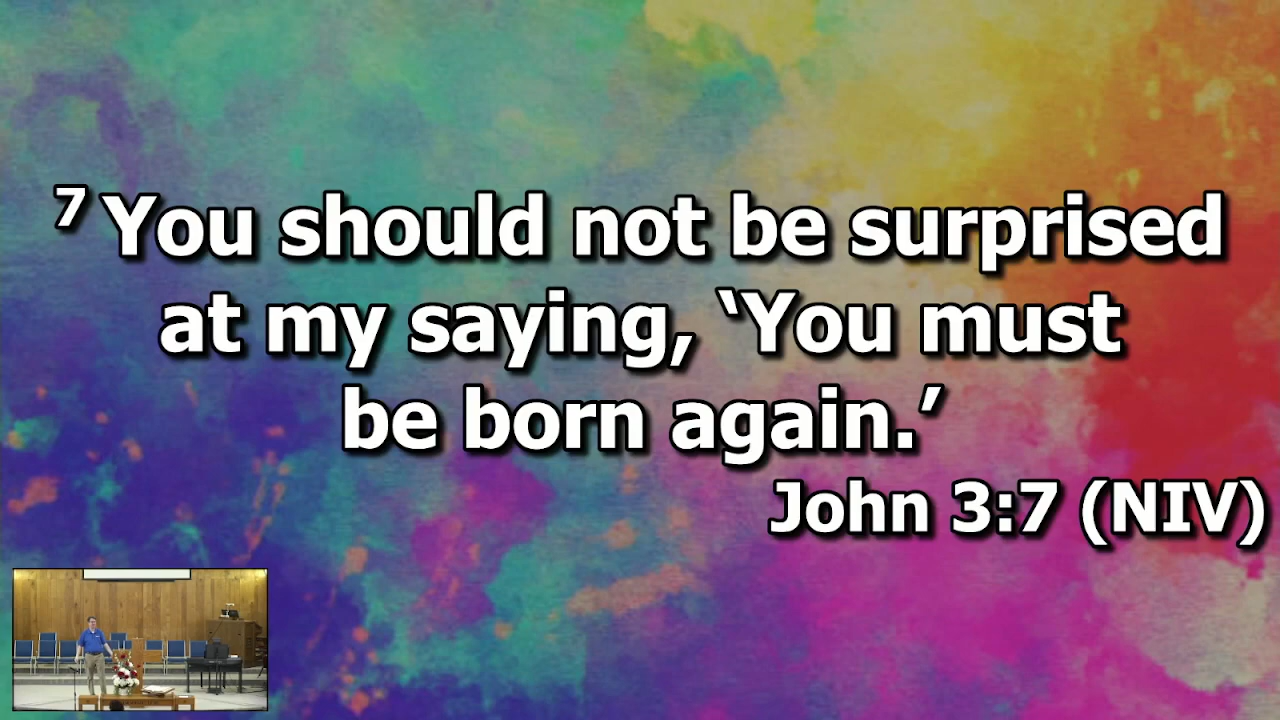 ⁷ You should not be surprised
at my saying, ‘You must
be born again.’
John 3:7 (NIV)